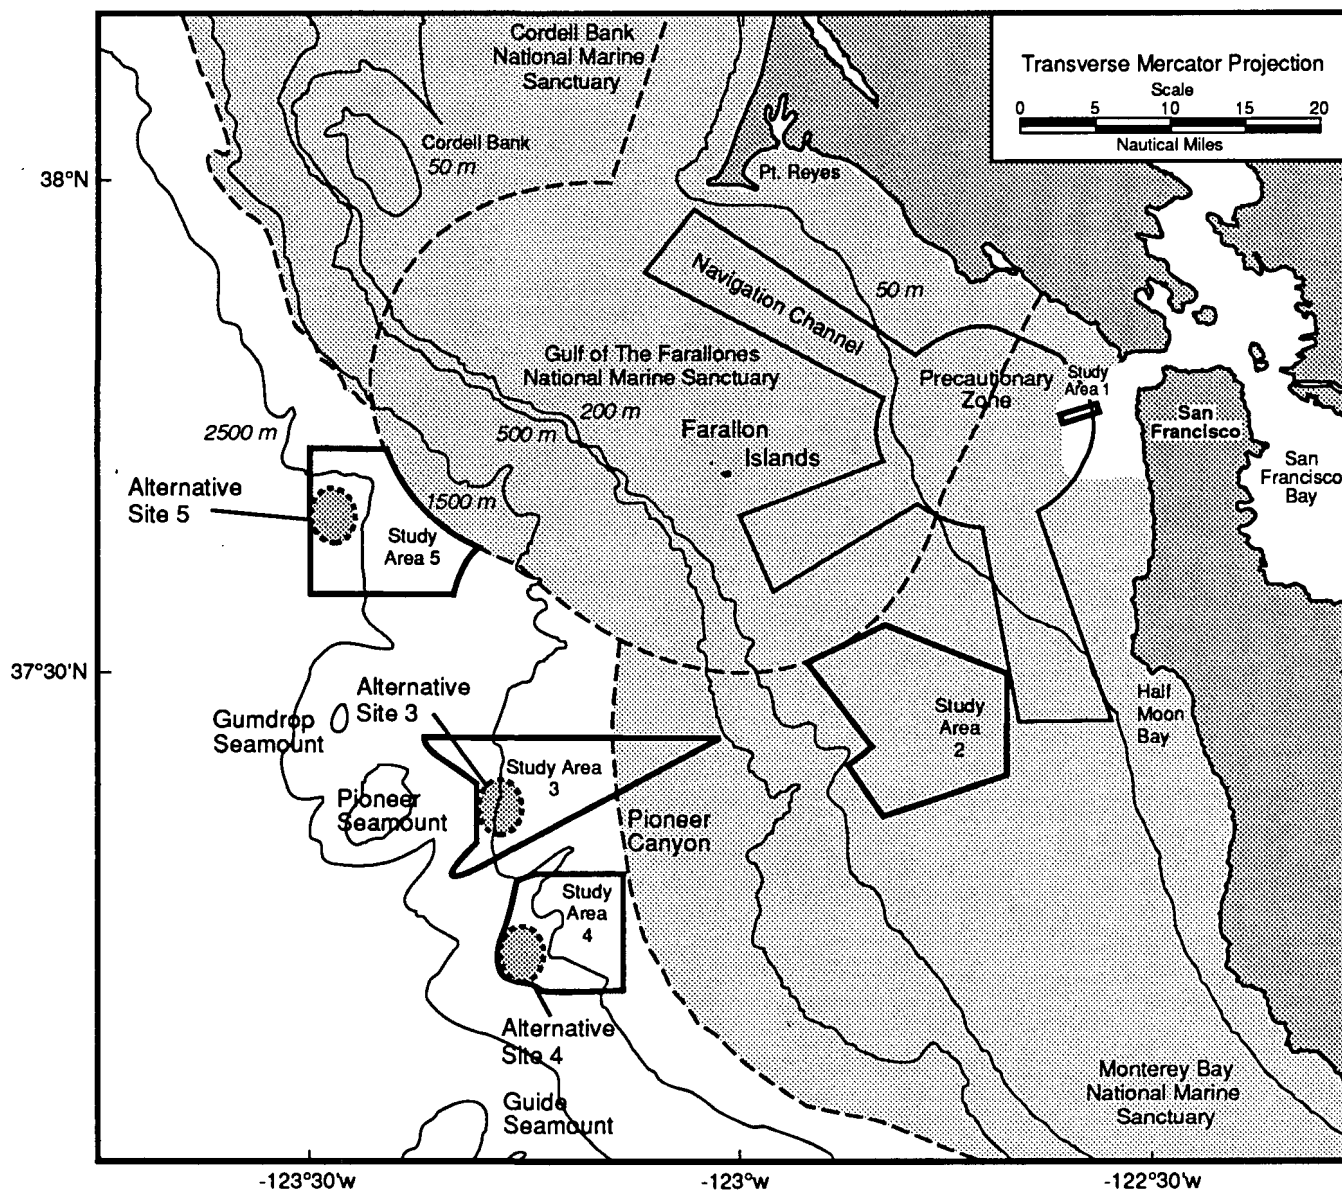 Cordell Bank
National Marine
Sanctuary
Transverse Mercator Projection
Scale
0 5 10 15 20
Nautical Miles
Cordell Bank
50 m
38°N
Pt. Reyes
Navigation Channel
50 m
Gulf of The Farallones
National Marine Sanctuary
200 m
500 m
2500 m
1500 m
Precautionary
Zone
Study
Area 1
San
Francisco
Farallon
Islands
San
Francisco
Bay
Alternative
Site 5
Study
Area 5
37°30'N
Alternative
Site 3
Gumdrop
Seamount
Study
Area
2
Half
Moon
Bay
Study Area
3
Pioneer
Seamount
Pioneer
Canyon
Study
Area
4
Alternative
Site 4
Guide
Seamount
Monterey Bay
National Marine
Sanctuary
-123°30'W -123°W -122°30'W